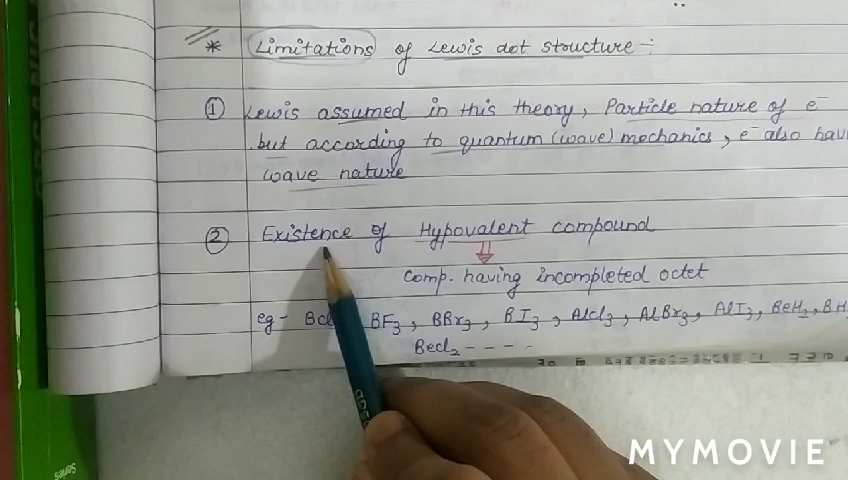 * Limitations of Lewis dot structure :-
① Lewis assumed in this theory, Particle nature of e⁻
but according to quantum (wave) mechanics, e⁻ also hav
wave nature
② Existence of Hypovalent compound
⇓
comp. having incompleted octet
eg - BCl BF₃, BBr₃, BI₃, AlCl₃, AlBr₃, AlI₃, BeH₂, BH
BeCl₂ - - - -
MYMOVIE